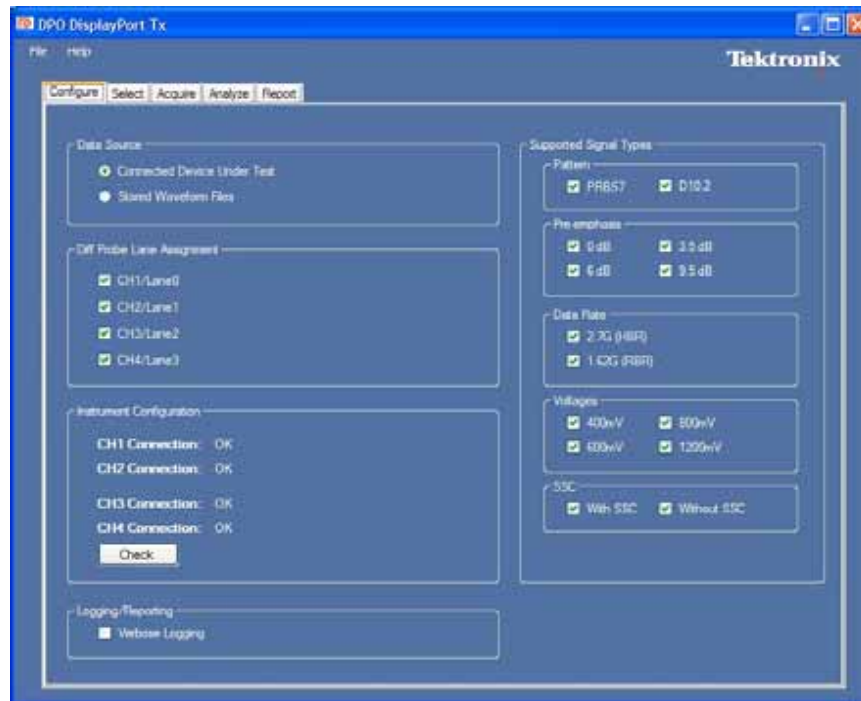 DPO DisplayPort Tx
File Help
Tektronix
Configure Select Acquire Analyze Report
Data Source
Connected Device Under Test
Stored Waveform Files
Diff Probe Lane Assignment
CH1/Lane0
CH2/Lane1
CH3/Lane2
CH4/Lane3
Instrument Configuration
CH1 Connection: OK
CH2 Connection: OK
CH3 Connection: OK
CH4 Connection: OK
Check
Logging/Reporting
Verbose Logging
Supported Signal Types
Pattern
PRBS7 D10.2
Pre-emphasis
0 dB 3.5 dB
6 dB 9.5 dB
Data Rate
2.7G (HBR)
1.62G (RBR)
Voltages
400mV 800mV
600mV 1200mV
SSC
With SSC Without SSC